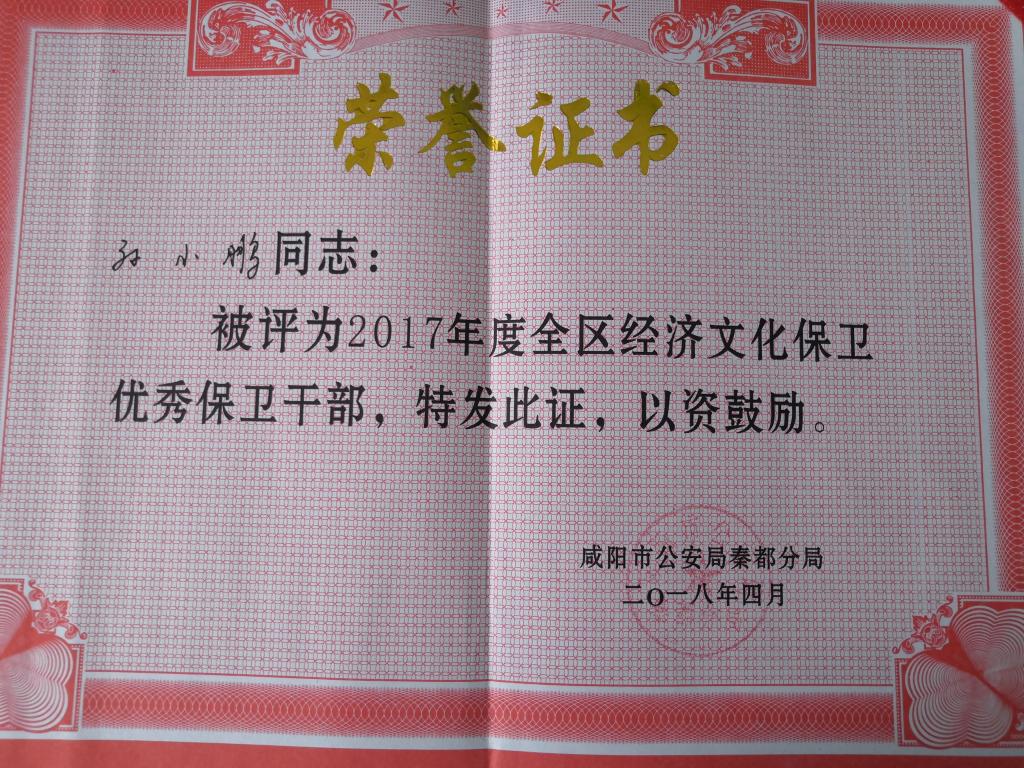 荣誉证书
孙小鹏同志：
被评为2017年度全区经济文化保卫
优秀保卫干部，特发此证，以资鼓励。
咸阳市公安局秦都分局
二〇一八年四月